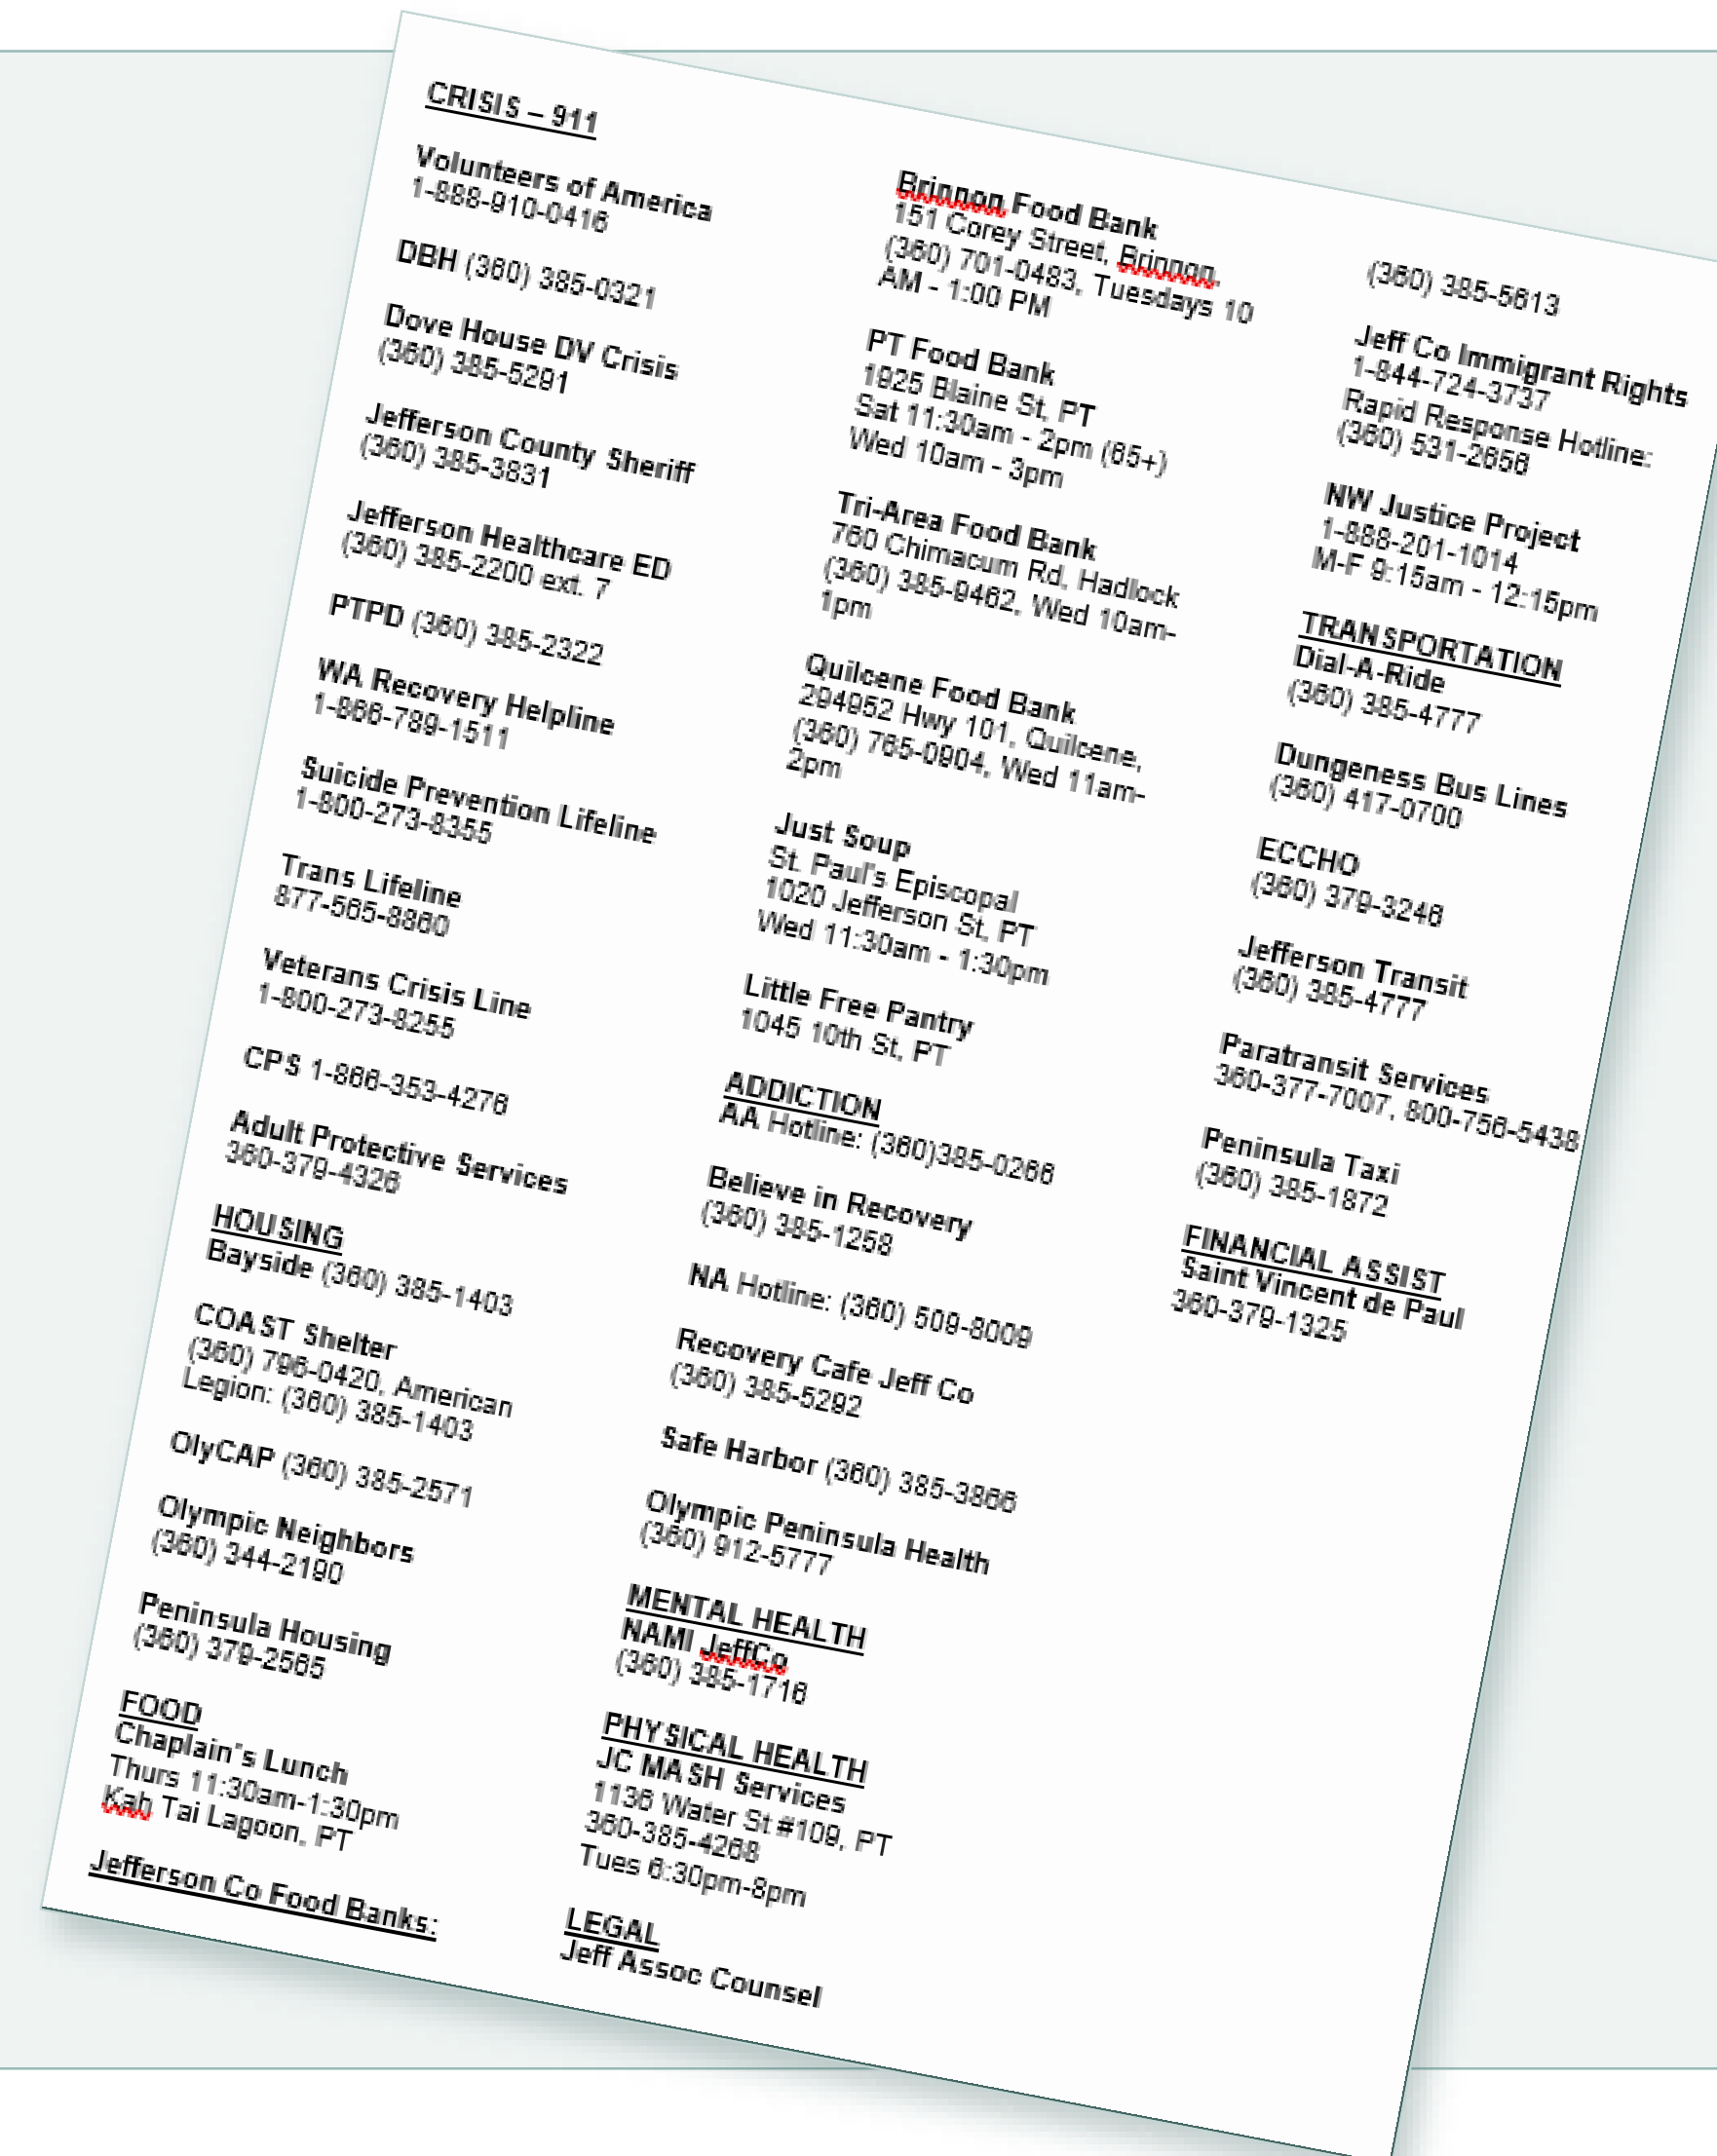 CRISIS – 911
Volunteers of America
1-888-910-0416
DBH (360) 385-0321
Dove House DV Crisis
(360) 385-5291
Jefferson County Sheriff
(360) 385-3831
Jefferson Healthcare ED
(360) 385-2200 ext. 7
PTPD (360) 385-2322
WA Recovery Helpline
1-866-789-1511
Suicide Prevention Lifeline
1-800-273-8355
Trans Lifeline
877-565-8860
Veterans Crisis Line
1-800-273-8255
CPS 1-866-353-4276
Adult Protective Services
360-379-4326
HOUSING
Bayside (360) 385-1403
COAST Shelter
(360) 796-0420, American
Legion: (360) 385-1403
OlyCAP (360) 385-2571
Olympic Neighbors
(360) 344-2190
Peninsula Housing
(360) 379-2565
FOOD
Chaplain's Lunch
Thurs 11:30am-1:30pm
Kah Tai Lagoon, PT
Jefferson Co Food Banks:
Brinnon Food Bank
151 Corey Street, Brinnon,
(360) 701-0483, Tuesdays 10
AM - 1:00 PM
PT Food Bank
1925 Blaine St, PT
Sat 11:30am - 2pm (65+)
Wed 10am - 3pm
Tri-Area Food Bank
760 Chimacum Rd, Hadlock
(360) 385-9462, Wed 10am-
1pm
Quilcene Food Bank
294952 Hwy 101, Quilcene,
(360) 765-0904, Wed 11am-
2pm
Just Soup
St. Paul's Episcopal
1020 Jefferson St, PT
Wed 11:30am - 1:30pm
Little Free Pantry
1045 10th St, PT
ADDICTION
AA Hotline: (360)385-0266
Believe in Recovery
(360) 385-1258
NA Hotline: (360) 509-8009
Recovery Cafe Jeff Co
(360) 385-5292
Safe Harbor (360) 385-3866
Olympic Peninsula Health
(360) 912-5777
MENTAL HEALTH
NAMI JeffCo
(360) 385-1716
PHYSICAL HEALTH
JC MASH Services
1136 Water St #109, PT
360-385-4268
Tues 6:30pm-8pm
LEGAL
Jeff Assoc Counsel
(360) 385-5613
Jeff Co Immigrant Rights
1-844-724-3737
Rapid Response Hotline:
(360) 531-2656
NW Justice Project
1-888-201-1014
M-F 9:15am - 12:15pm
TRANSPORTATION
Dial-A-Ride
(360) 385-4777
Dungeness Bus Lines
(360) 417-0700
ECCHO
(360) 379-3246
Jefferson Transit
(360) 385-4777
Paratransit Services
360-377-7007, 800-756-5438
Peninsula Taxi
(360) 385-1872
FINANCIAL ASSIST
Saint Vincent de Paul
360-379-1325